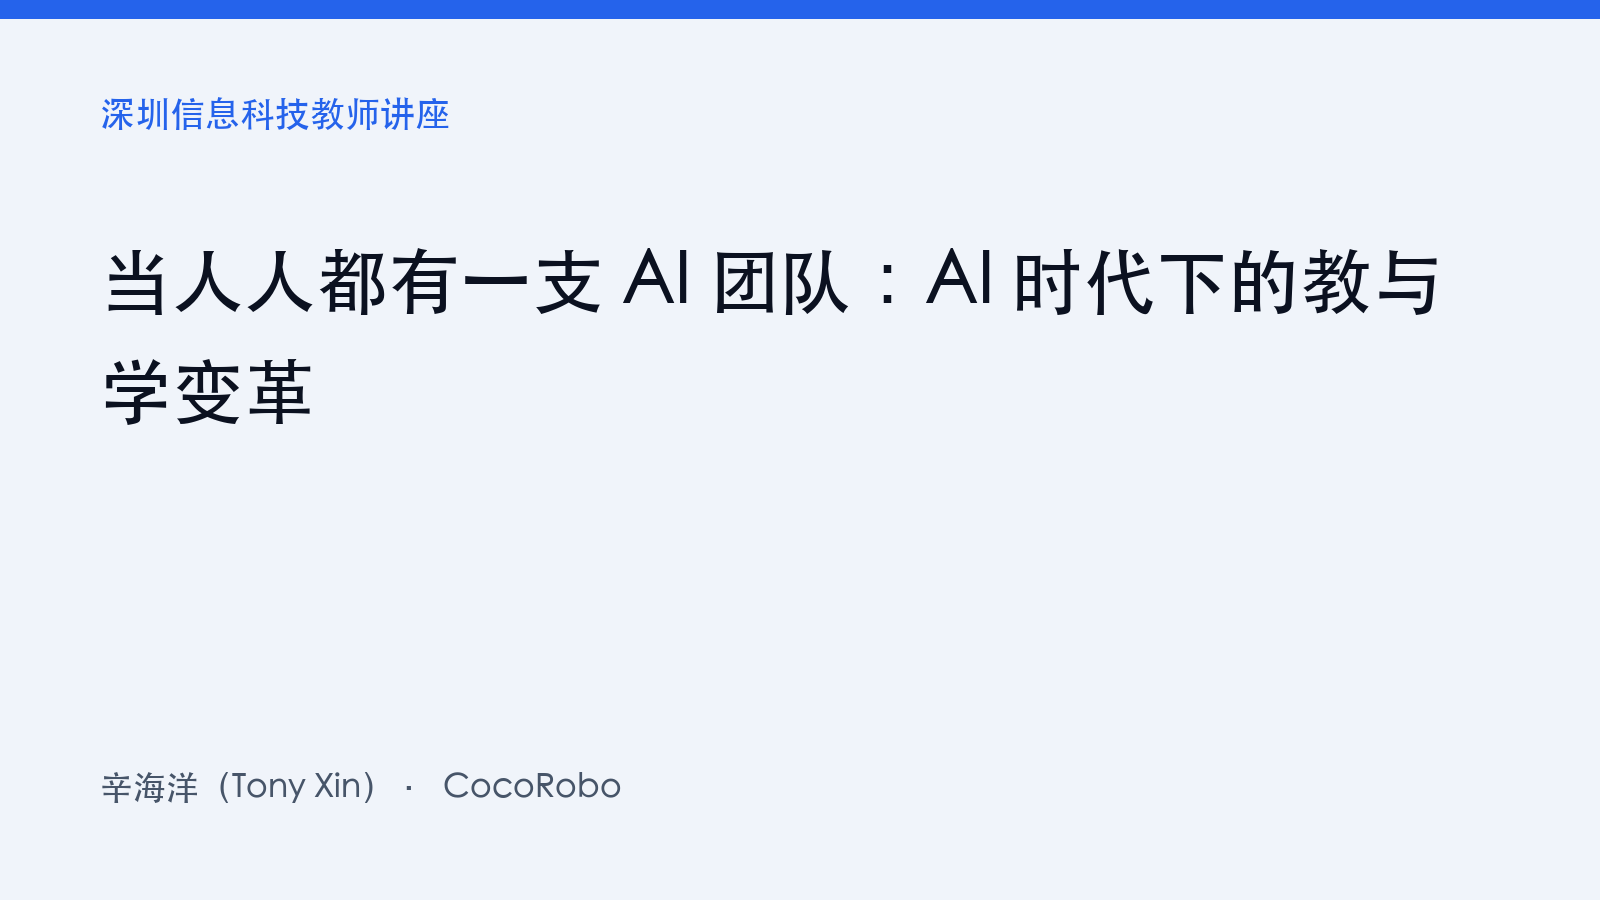 深圳信息科技教师讲座
当人人都有一支 AI 团队：AI 时代下的教与
学变革
辛海洋（Tony Xin） · CocoRobo